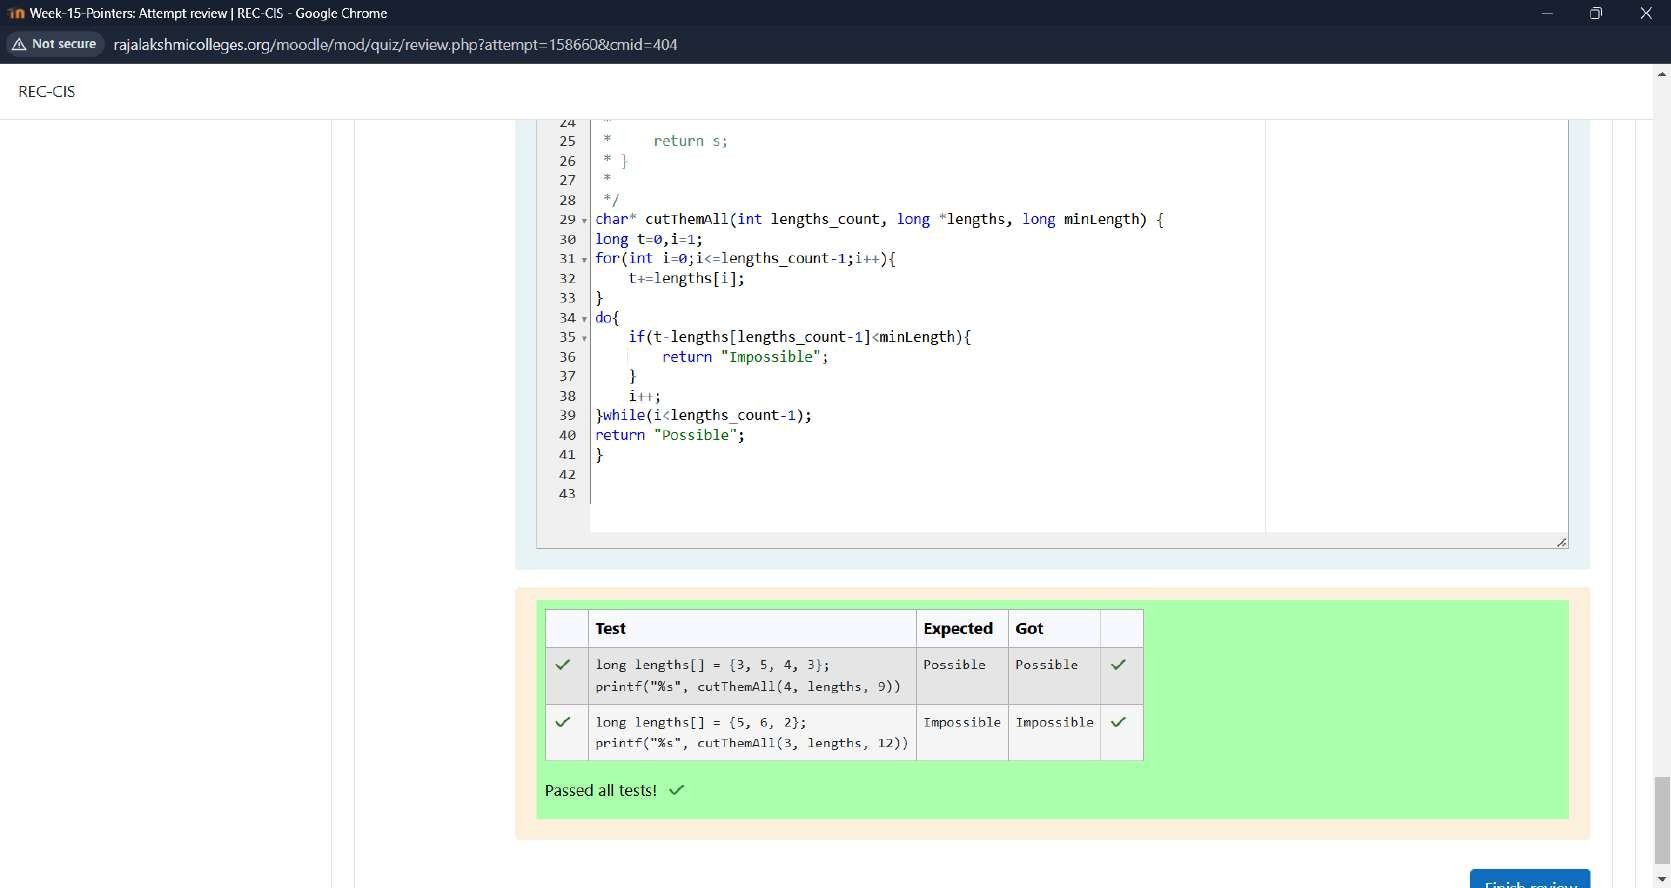 Week-15-Pointers: Attempt review | REC-CIS - Google Chrome
Not secure rajalakshmicolleges.org/moodle/mod/quiz/review.php?attempt=158660&cmid=404
REC-CIS
24 *
25 * return s;
26 * }
27 *
28 */
29 char* cutThemAll(int lengths_count, long *lengths, long minLength) {
30 long t=0,i=1;
31 for(int i=0;i<=lengths_count-1;i++){
32 t+=lengths[i];
33 }
34 do{
35 if(t-lengths[lengths_count-1]<minLength){
36 return "Impossible";
37 }
38 i++;
39 }while(i<lengths_count-1);
40 return "Possible";
41 }
42
43
Test Expected Got
long lengths[] = {3, 5, 4, 3}; Possible Possible
printf("%s", cutThemAll(4, lengths, 9))
long lengths[] = {5, 6, 2}; Impossible Impossible
printf("%s", cutThemAll(3, lengths, 12))
Passed all tests!
Finish review